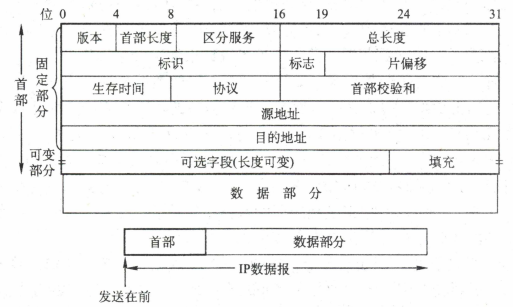 位 0 4 8 16 19 24 31
版本 首部长度 区分服务 总长度
标识 标志 片偏移
生存时间 协议 首部校验和
源地址
目的地址
可选字段(长度可变) 填充
数据部分
首部
固定部分
可变部分
首部 数据部分
IP数据报
发送在前